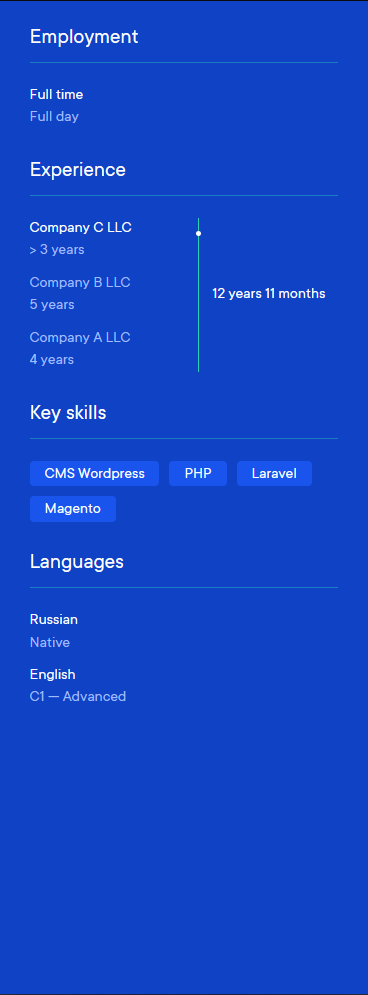 Employment
Full time
Full day
Experience
Company C LLC
> 3 years
Company B LLC
5 years
Company A LLC
4 years
12 years 11 months
Key skills
CMS Wordpress PHP Laravel
Magento
Languages
Russian
Native
English
C1 — Advanced